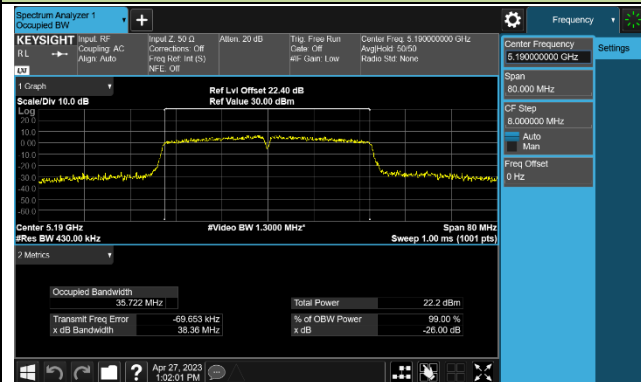 Spectrum Analyzer 1
Occupied BW
+
Frequency
KEYSIGHT
RL
LXI
Input: RF
Coupling: AC
Align: Auto
Input Z: 50 Ω
Corrections: Off
Freq Ref: Int (S)
NFE: Off
Atten: 20 dB
Trig: Free Run
Gate: Off
#IF Gain: Low
Center Freq: 5.190000000 GHz
Avg|Hold: 50/50
Radio Std: None
Center Frequency
5.190000000 GHz
Settings
Span
80.000 MHz
CF Step
8.000000 MHz
Auto
Man
Freq Offset
0 Hz
1 Graph
Scale/Div 10.0 dB
Ref Lvl Offset 22.40 dB
Ref Value 30.00 dBm
Log
20.0
10.0
0.00
-10.0
-20.0
-30.0
-40.0
-50.0
-60.0
Center 5.19 GHz
#Res BW 430.00 kHz
#Video BW 1.3000 MHz*
Span 80 MHz
Sweep 1.00 ms (1001 pts)
2 Metrics
Occupied Bandwidth
35.722 MHz
Total Power
22.2 dBm
Transmit Freq Error
-69.653 kHz
% of OBW Power
99.00 %
x dB Bandwidth
38.36 MHz
x dB
-26.00 dB
?
Apr 27, 2023
1:02:01 PM